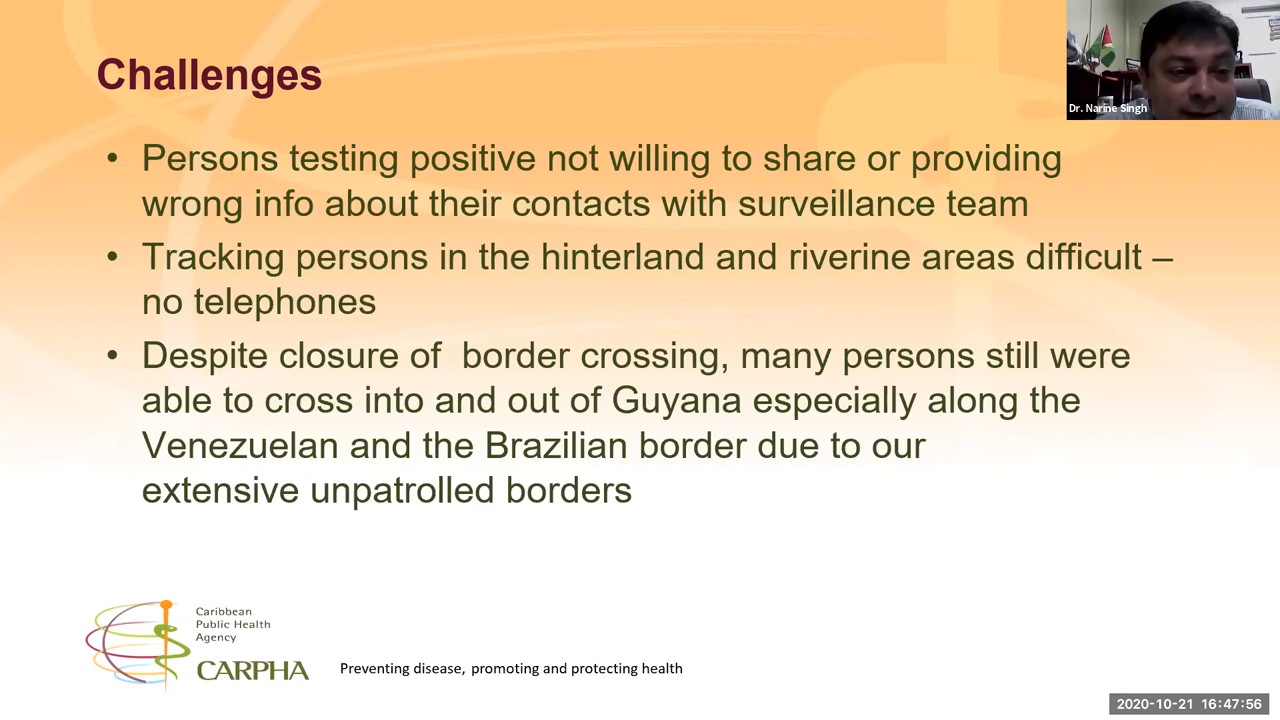 Challenges
Dr. Narine Singh
• Persons testing positive not willing to share or providing
wrong info about their contacts with surveillance team
• Tracking persons in the hinterland and riverine areas difficult –
no telephones
• Despite closure of  border crossing, many persons still were
able to cross into and out of Guyana especially along the
Venezuelan and the Brazilian border due to our
extensive unpatrolled borders
Caribbean
Public Health
Agency
CARPHA
Preventing disease, promoting and protecting health
2020-10-21 16:47:56